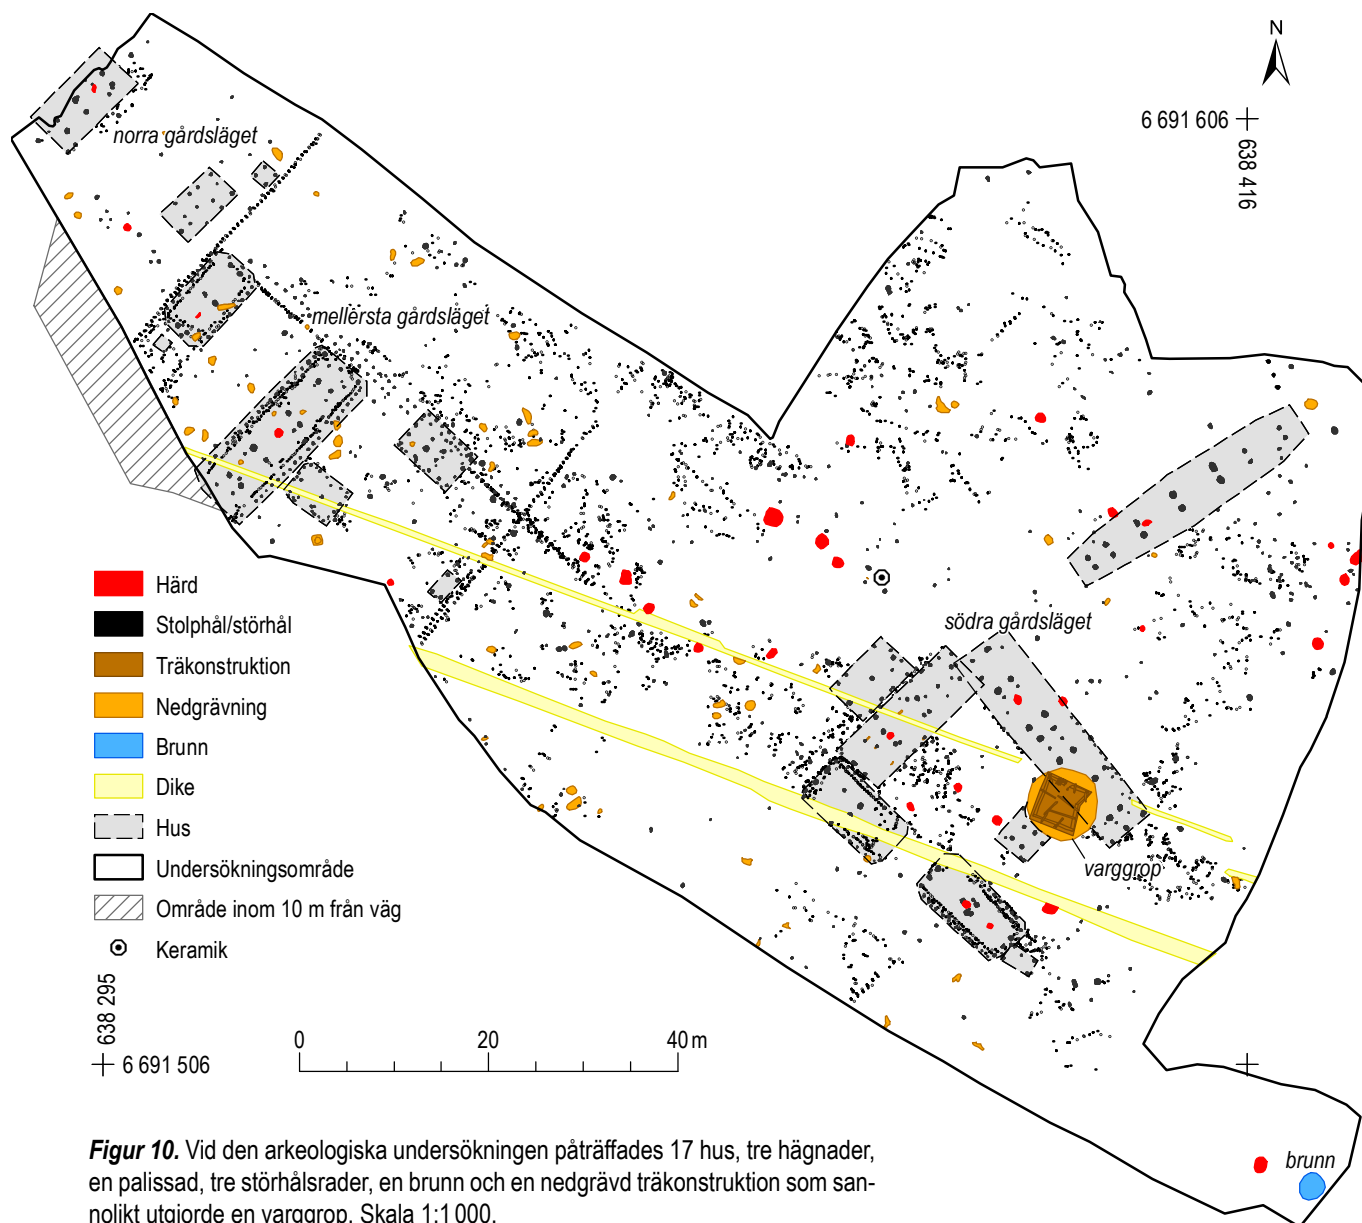 N
6 691 606
638 416
norra gårdsläget
mellersta gårdsläget
södra gårdsläget
varggrop
brunn
Härd
Stolphål/störhål
Träkonstruktion
Nedgrävning
Brunn
Dike
Hus
Undersökningsområde
Område inom 10 m från väg
Keramik
638 295
6 691 506
0 20 40 m
Figur 10. Vid den arkeologiska undersökningen påträffades 17 hus, tre hägnader,
en palissad, tre störhålsrader, en brunn och en nedgrävd träkonstruktion som san-
nolikt utgjorde en varggrop. Skala 1:1 000.